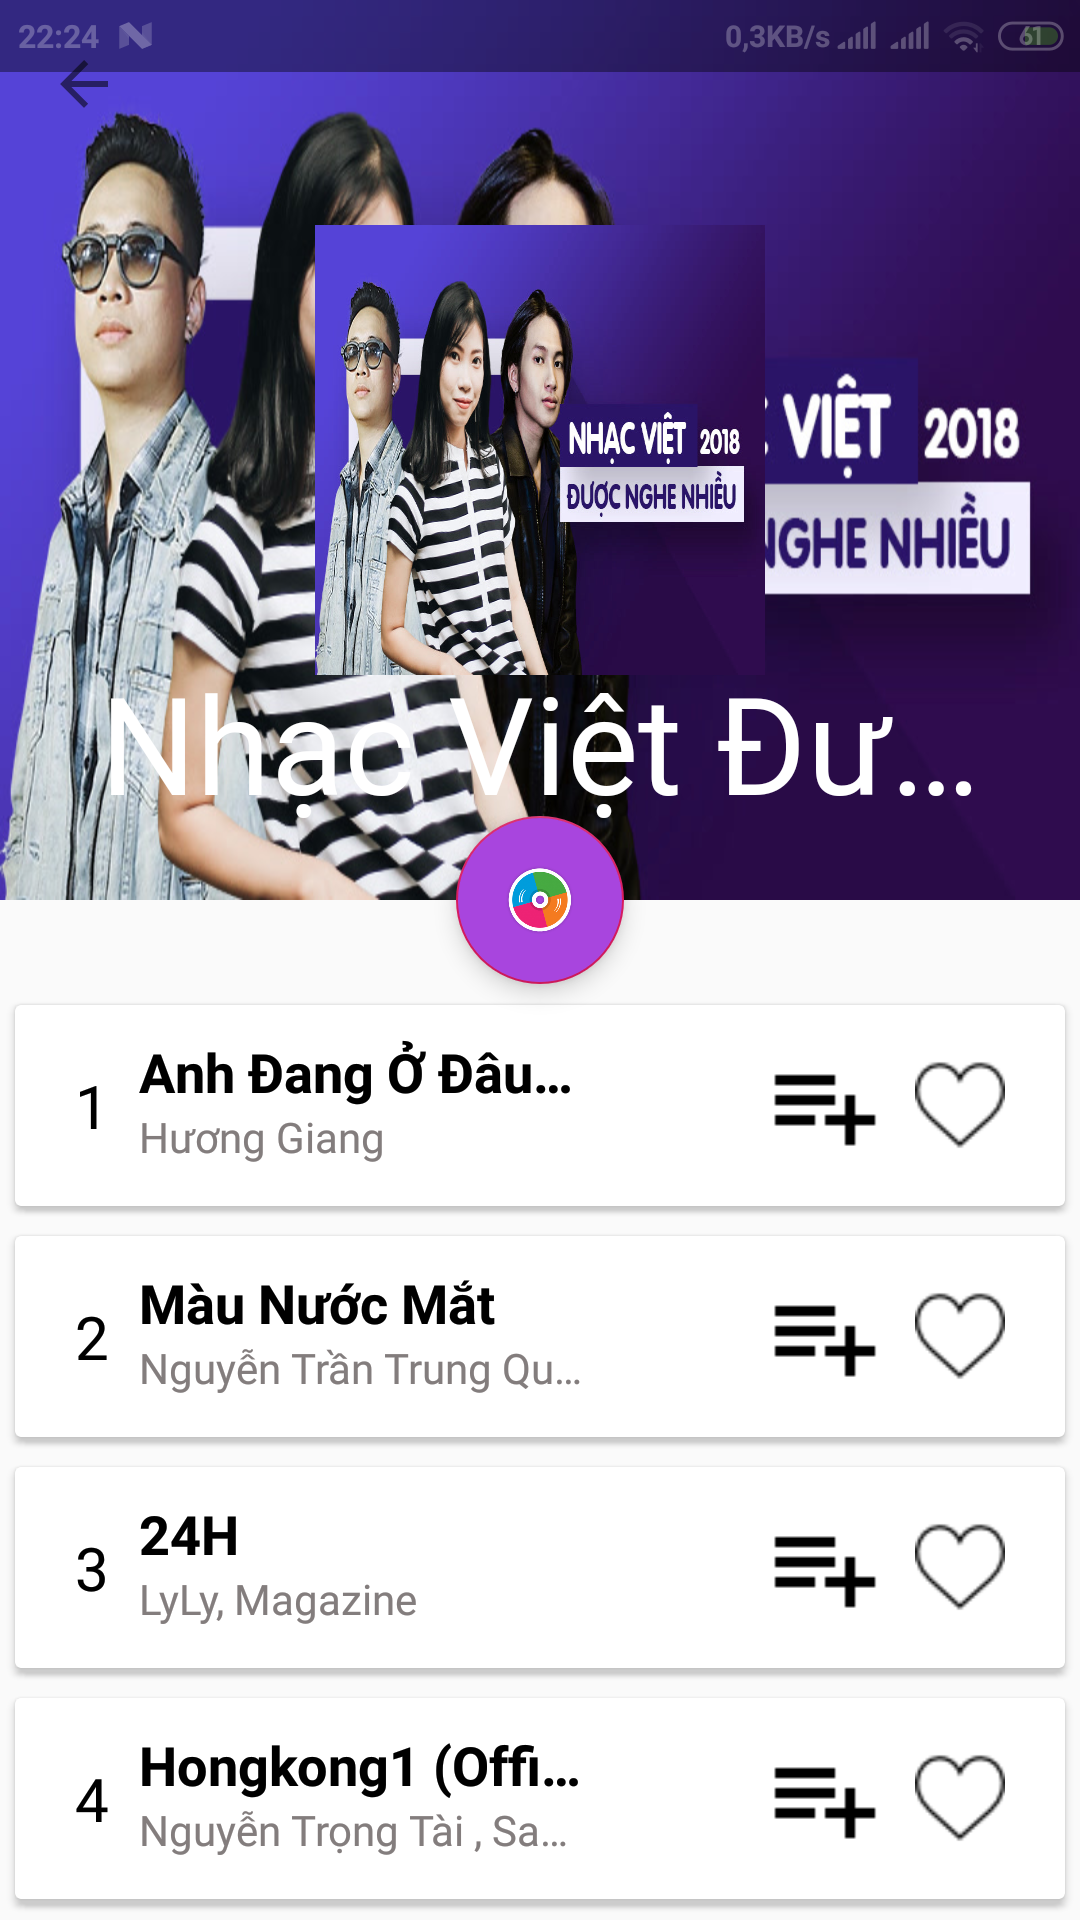 22:24
0,3KB/s
61
VIỆT 2018
NGHE NHIỀU
NHẠC VIỆT 2018
ĐƯỢC NGHE NHIỀU
Nhạc Việt Đư...
1
Anh Đang Ở Đâu...
Hương Giang
2
Màu Nước Mắt
Nguyễn Trần Trung Qu...
3
24H
LyLy, Magazine
4
Hongkong1 (Offi...
Nguyễn Trọng Tài , Sa...